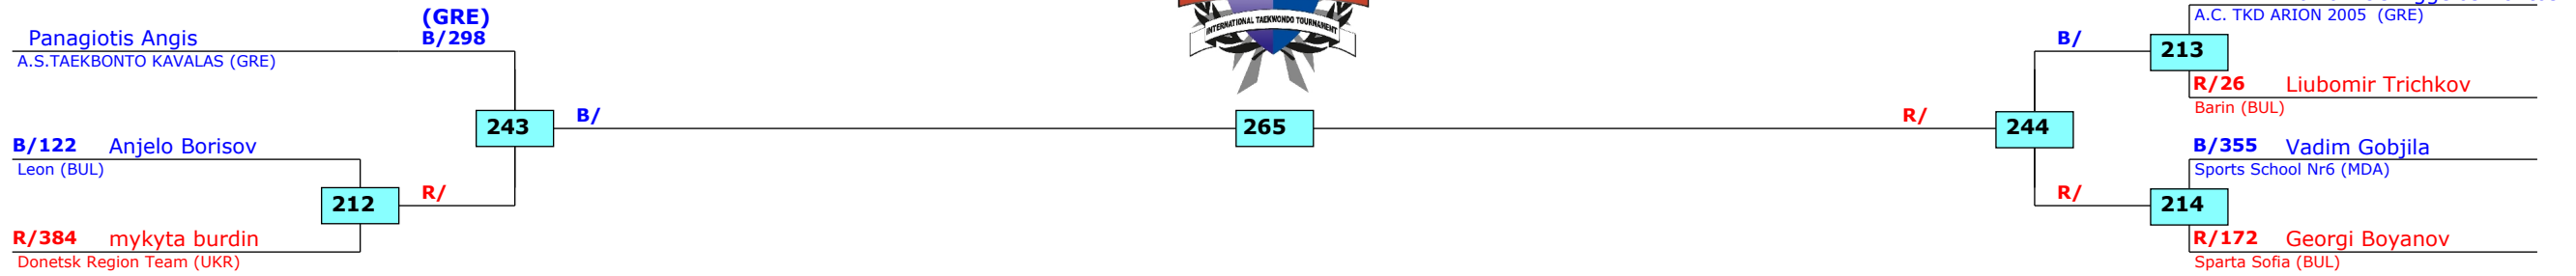 (GRE)
Panagiotis Angis B/298
A.S.TAEKBONTO KAVALAS (GRE)
243
B/
B/122 Anjelo Borisov
Leon (BUL)
212
R/
R/384 mykyta burdin
Donetsk Region Team (UKR)
INTERNATIONAL TAEKWONDO TOURNAMENT
265
R/
244
A.C. TKD ARION 2005 (GRE)
B/
213
R/26 Liubomir Trichkov
Barin (BUL)
B/355 Vadim Gobjila
Sports School Nr6 (MDA)
R/
214
R/172 Georgi Boyanov
Sparta Sofia (BUL)